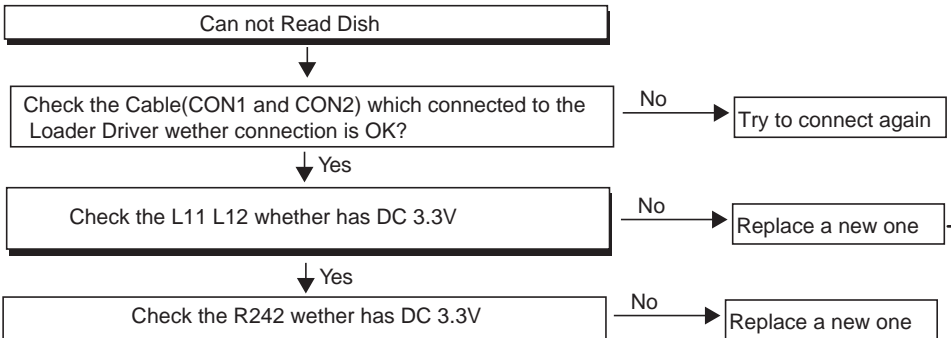 Can not Read Dish
Check the Cable(CON1 and CON2) which connected to the
Loader Driver wether connection is OK?
No
Try to connect again
Yes
Check the L11 L12 whether has DC 3.3V
No
Replace a new one
Yes
Check the R242 wether has DC 3.3V
No
Replace a new one